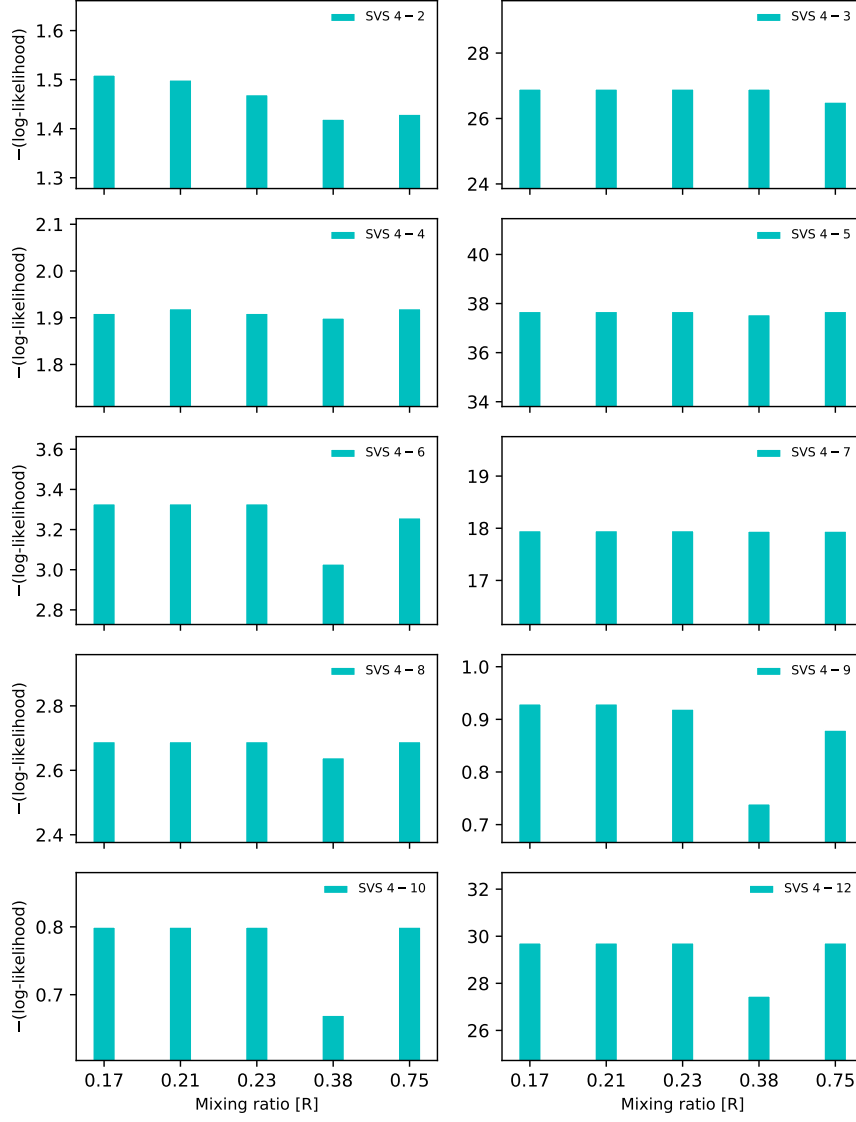 1.6
1.5
1.4
1.3
−(log-likelihood)
SVS 4−2
28
26
24
SVS 4−3
2.1
2.0
1.9
1.8
−(log-likelihood)
SVS 4−4
40
38
36
34
SVS 4−5
3.6
3.4
3.2
3.0
2.8
−(log-likelihood)
SVS 4−6
19
18
17
SVS 4−7
2.8
2.6
2.4
−(log-likelihood)
SVS 4−8
1.0
0.9
0.8
0.7
SVS 4−9
0.8
0.7
−(log-likelihood)
SVS 4−10
0.17 0.21 0.23 0.38 0.75
Mixing ratio [R]
32
30
28
26
SVS 4−12
0.17 0.21 0.23 0.38 0.75
Mixing ratio [R]